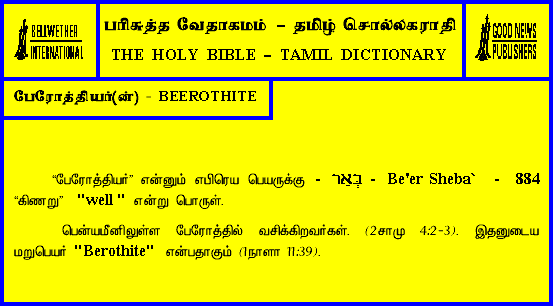 BELLWETHER
INTERNATIONAL
பரிசுத்த வேதாகமம் – தமிழ் சொல்லகராதி
THE HOLY BIBLE – TAMIL DICTIONARY
GOOD NEWS
PUBLISHERS
பேரோத்தியர்(ன்) - BEEROTHITE
“பேரோத்தியர்” என்னும் எபிரெய பெயருக்கு - - Be'er Sheba` - 884
“கிணறு” "well " என்று பொருள்.
பென்யமீனிலுள்ள பேரோத்தில் வசிக்கிறவர்கள். (2சாமு 4:2-3). இதனுடைய
மறுபெயர் "Berothite" என்பதாகும் (1நாளா 11:39).